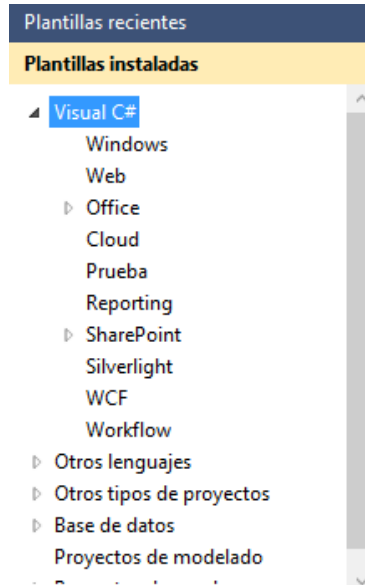 Plantillas recientes
Plantillas instaladas
Visual C#
Windows
Web
Office
Cloud
Prueba
Reporting
SharePoint
Silverlight
WCF
Workflow
Otros lenguajes
Otros tipos de proyectos
Base de datos
Proyectos de modelado